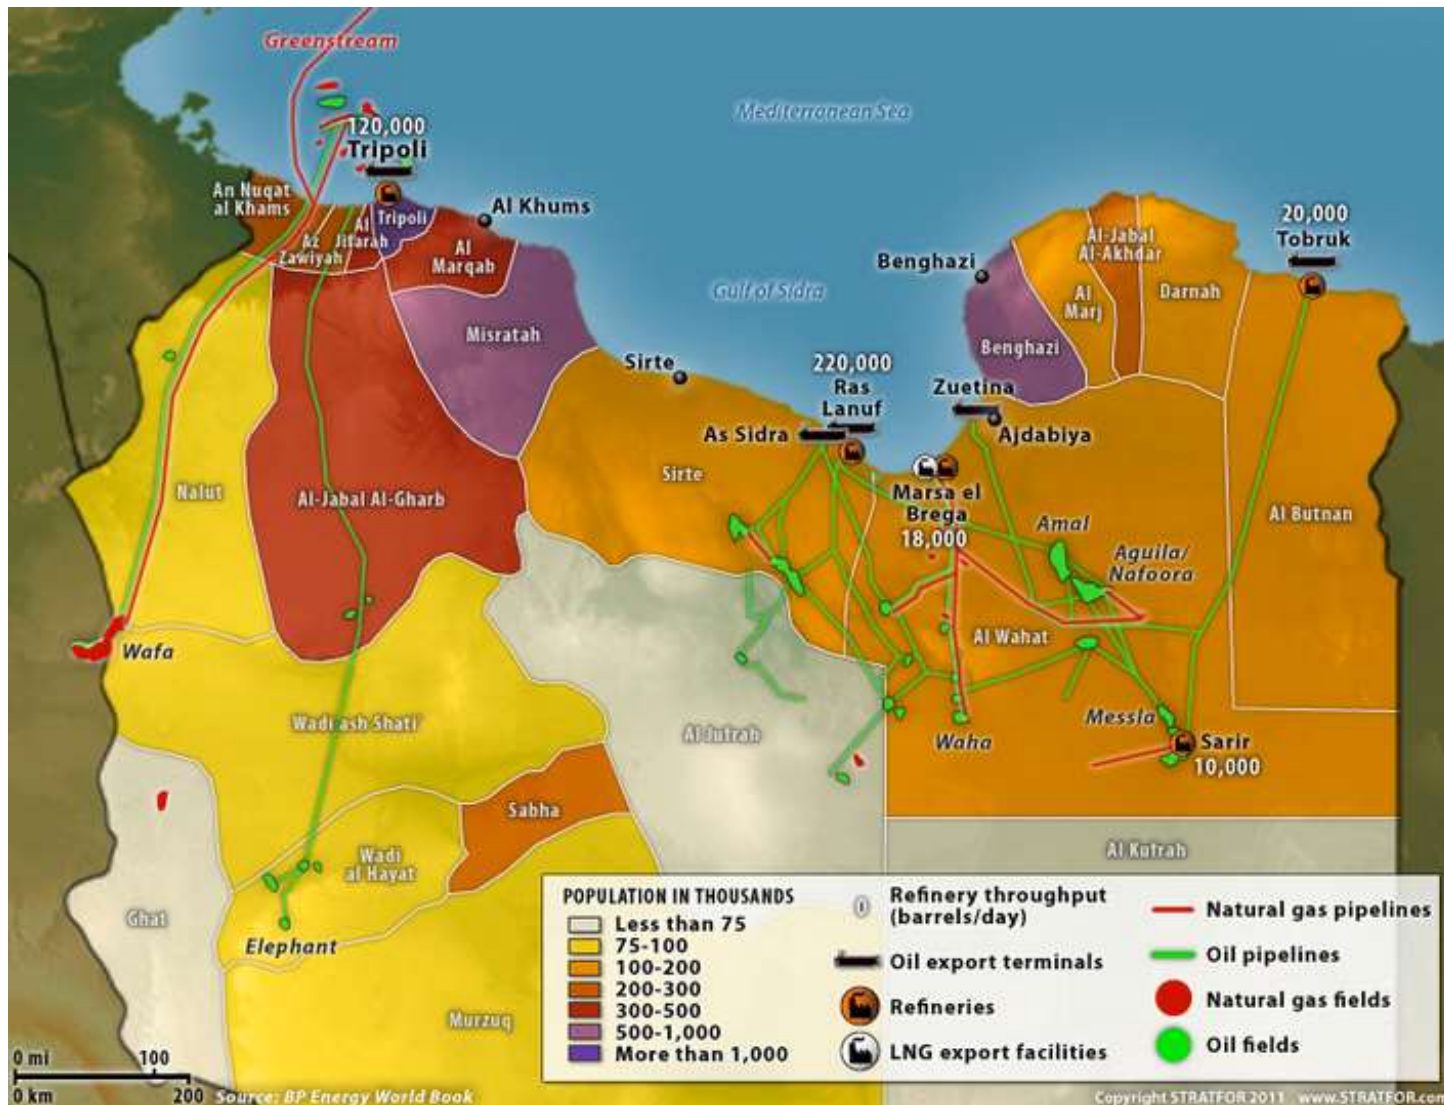 Greenstream
Mediterranean Sea
120,000
Tripoli
An Nuqat
al Khams
Az
Zawiyah
Al
Jifarah
Tripoli
Al Khums
Al
Marqab
Misratah
Gulf of Sidra
Benghazi
Benghazi
Al
Marj
Al-Jabal
Al-Akhdar
Darnah
20,000
Tobruk
Sirte
220,000
Ras
Lanuf
As Sidra
Zuetina
Ajdabiya
Nalut
Al-Jabal Al-Gharb
Sirte
Marsa el
Brega
18,000
Amal
Aguila/
Nafoora
Al Butnan
Wafa
Al Wahat
Wadi ash Shati'
Al Jufrah
Waha
Messla
Sarir
10,000
Sabha
Wadi
al Hayat
Al Kufrah
Ghat
Elephant
Murzuq
POPULATION IN THOUSANDS
Less than 75
75-100
100-200
200-300
300-500
500-1,000
More than 1,000
0
Refinery throughput
(barrels/day)
Oil export terminals
Refineries
LNG export facilities
Natural gas pipelines
Oil pipelines
Natural gas fields
Oil fields
0 mi 100
0 km 200
Source: BP Energy World Book
Copyright STRATFOR 2011 www.STRATFOR.com